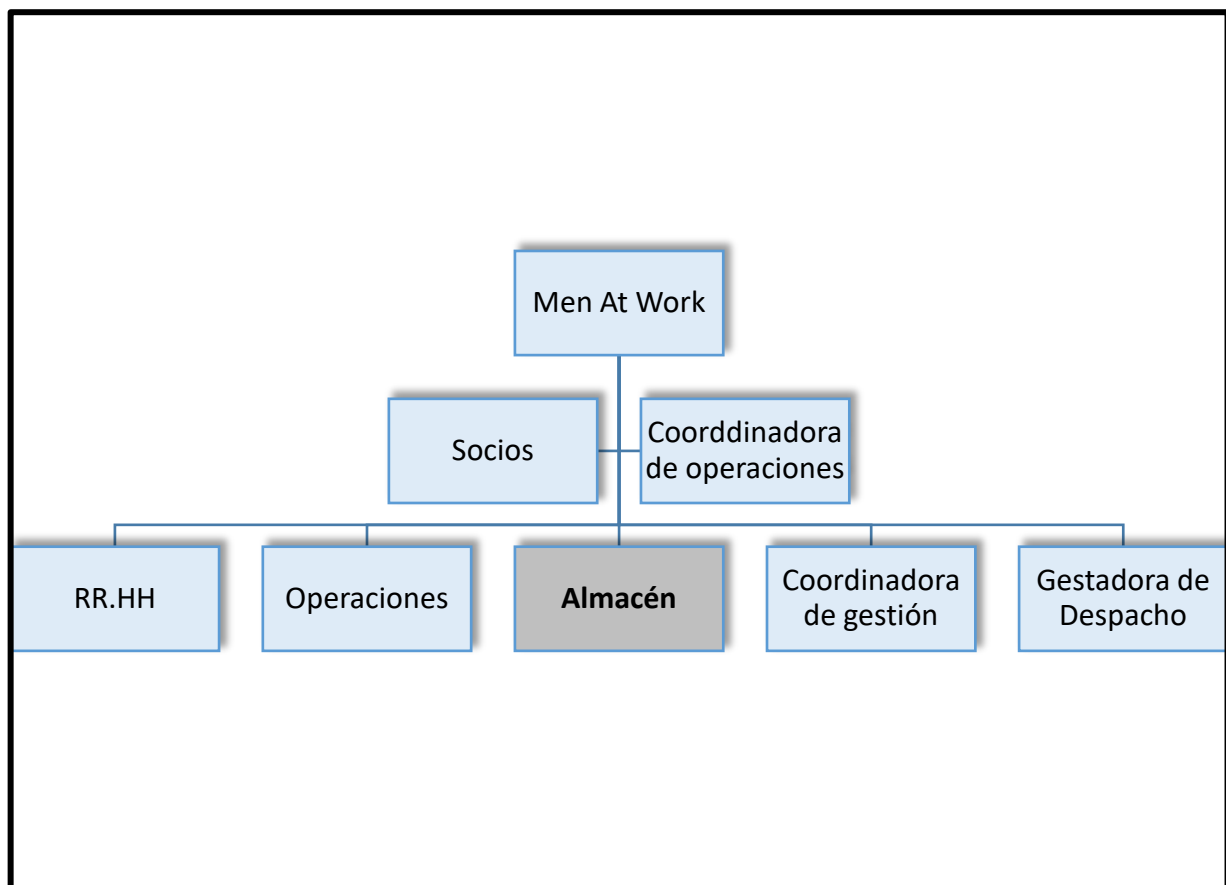 Men At Work
Socios
Coorddinadora
de operaciones
RR.HH
Operaciones
Almacén
Coordinadora
de gestión
Gestadora de
Despacho